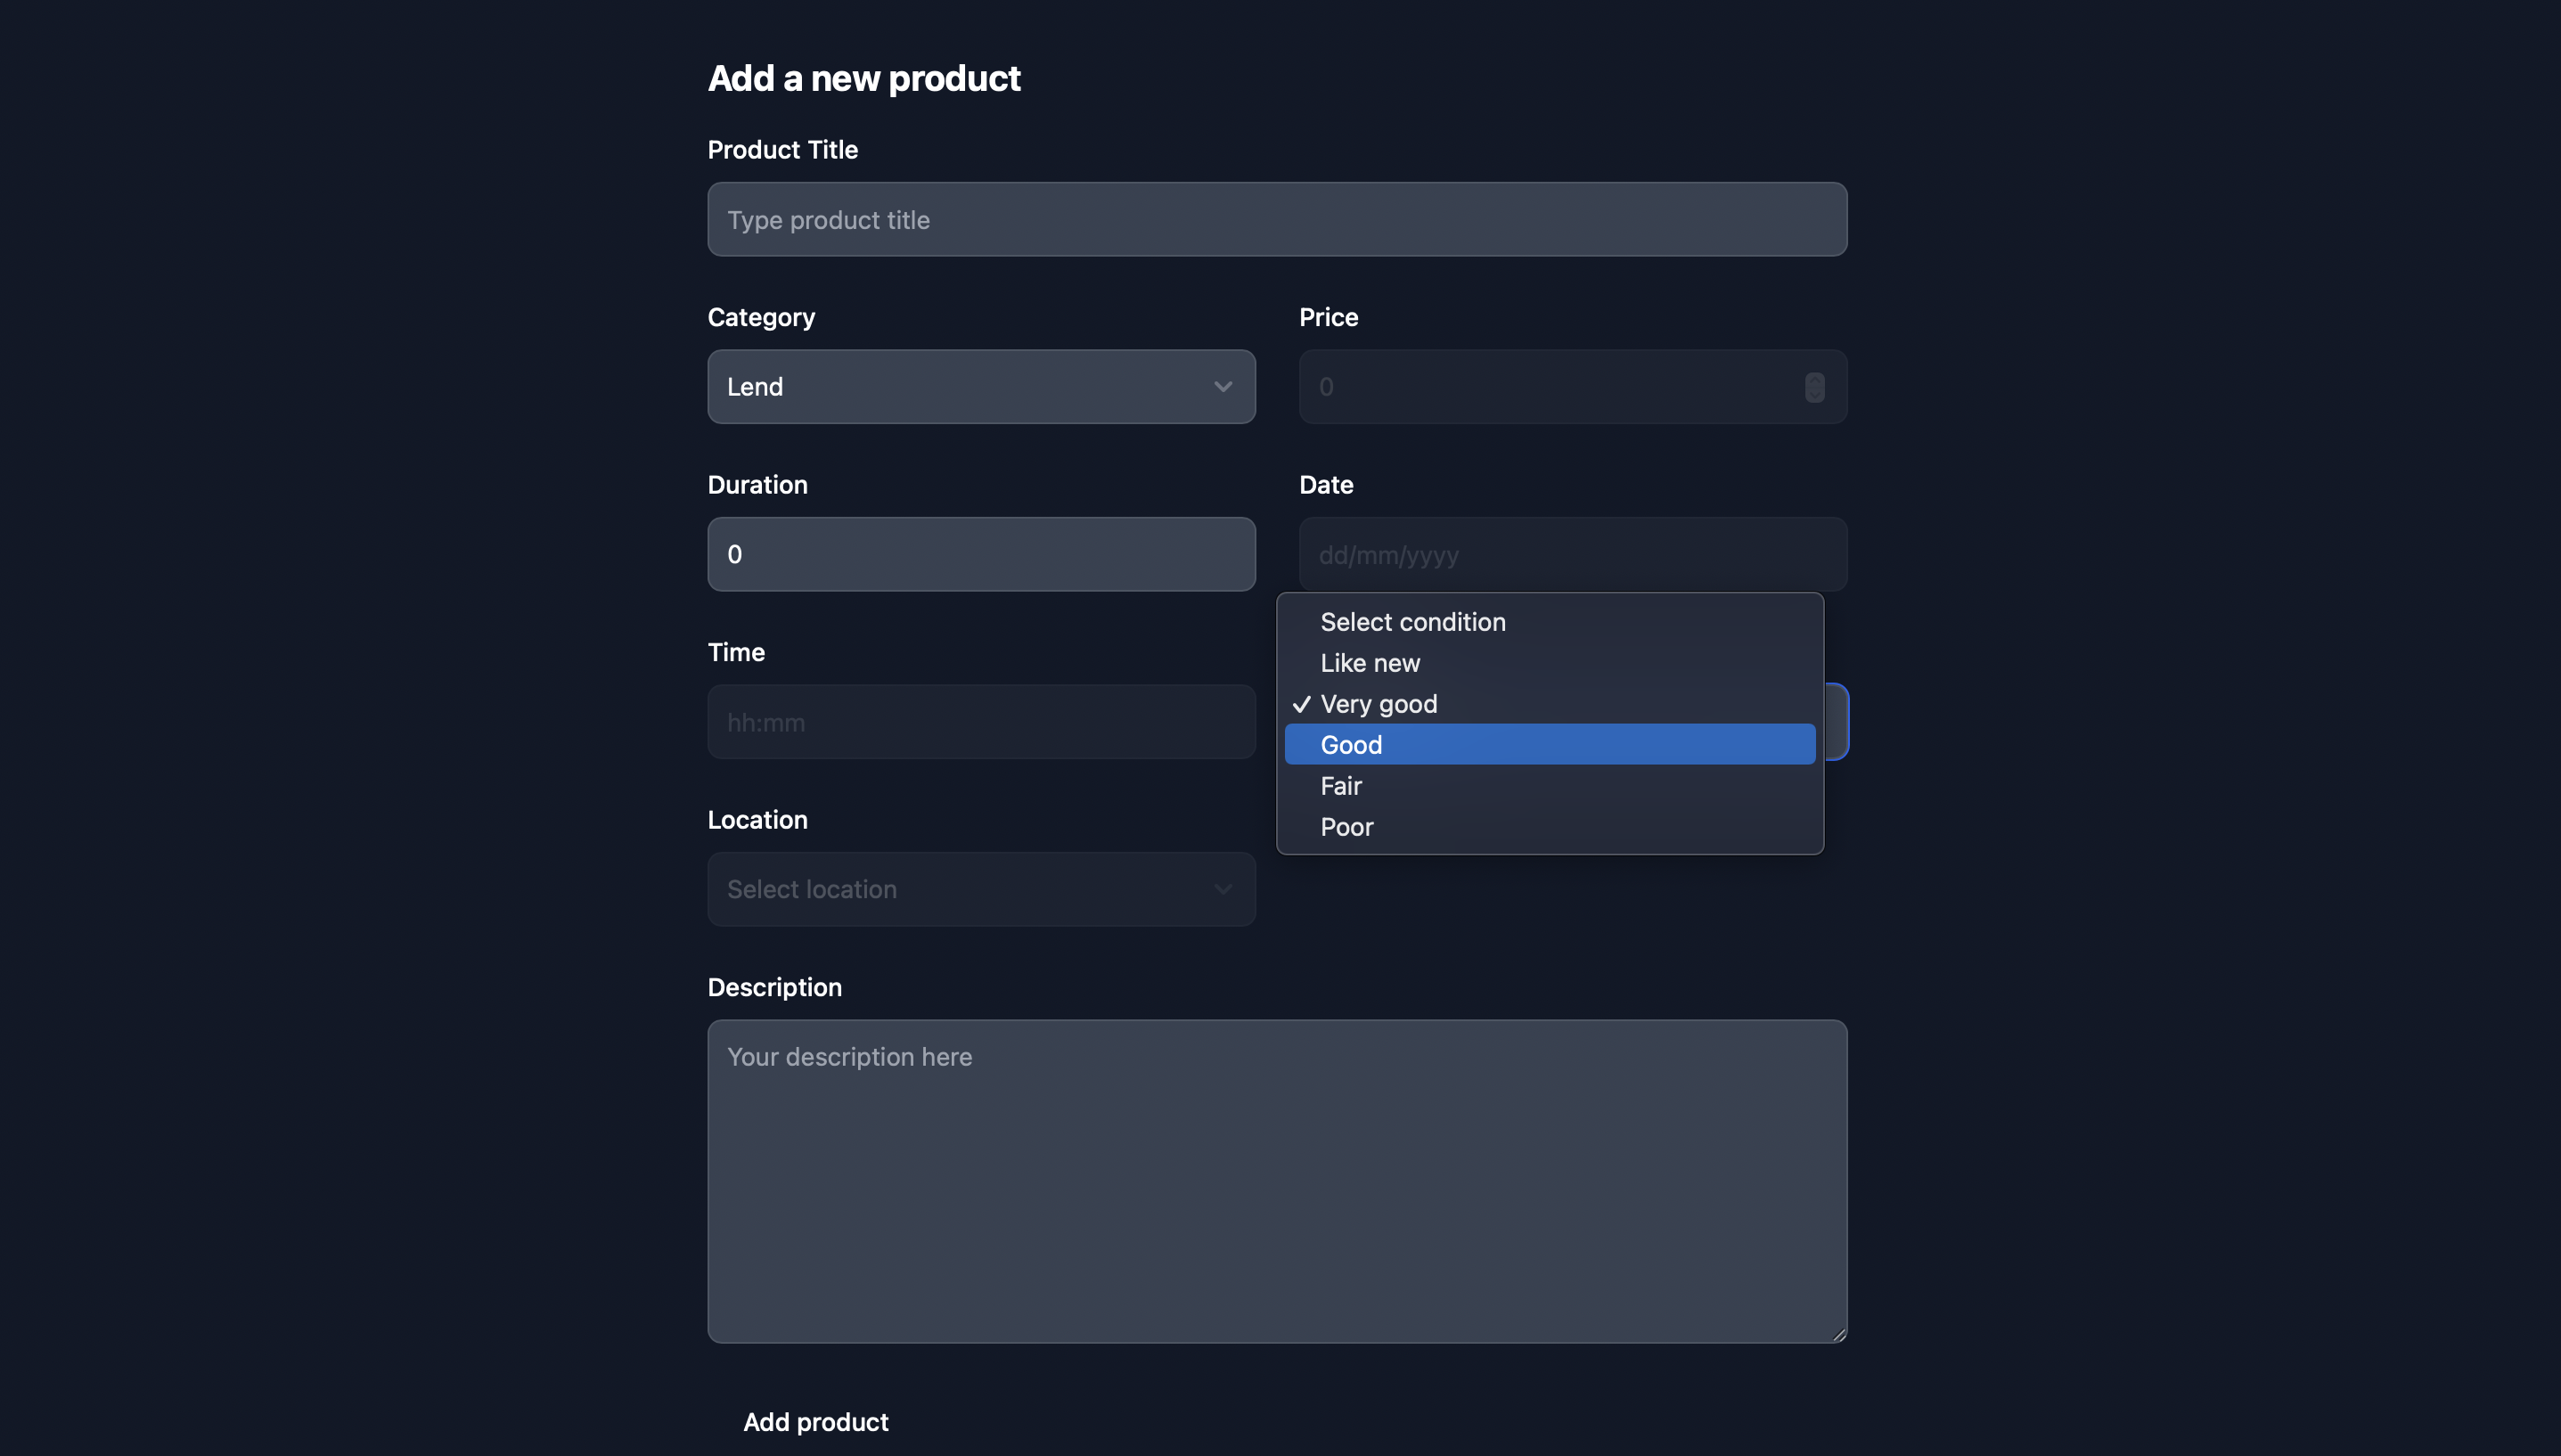 Add a new product
Product Title
Type product title
Category
Price
Lend
0
Duration
Date
0
dd/mm/yyyy
Select condition
Like new
Very good
Good
Fair
Poor
Time
hh:mm
Location
Select location
Description
Your description here
Add product